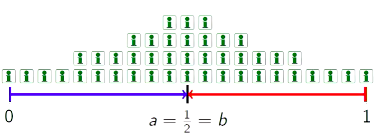 0 a = 1/2 = b 1